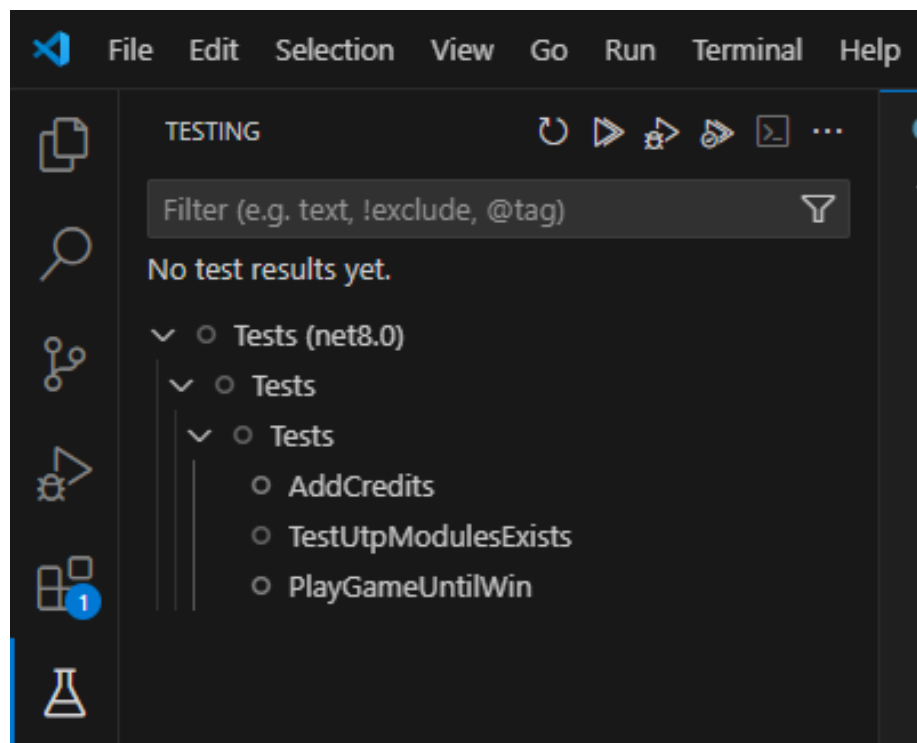 File Edit Selection View Go Run Terminal Help
TESTING
Filter (e.g. text, !exclude, @tag)
No test results yet.
Tests (net8.0)
Tests
Tests
AddCredits
TestUtpModulesExists
PlayGameUntilWin
1